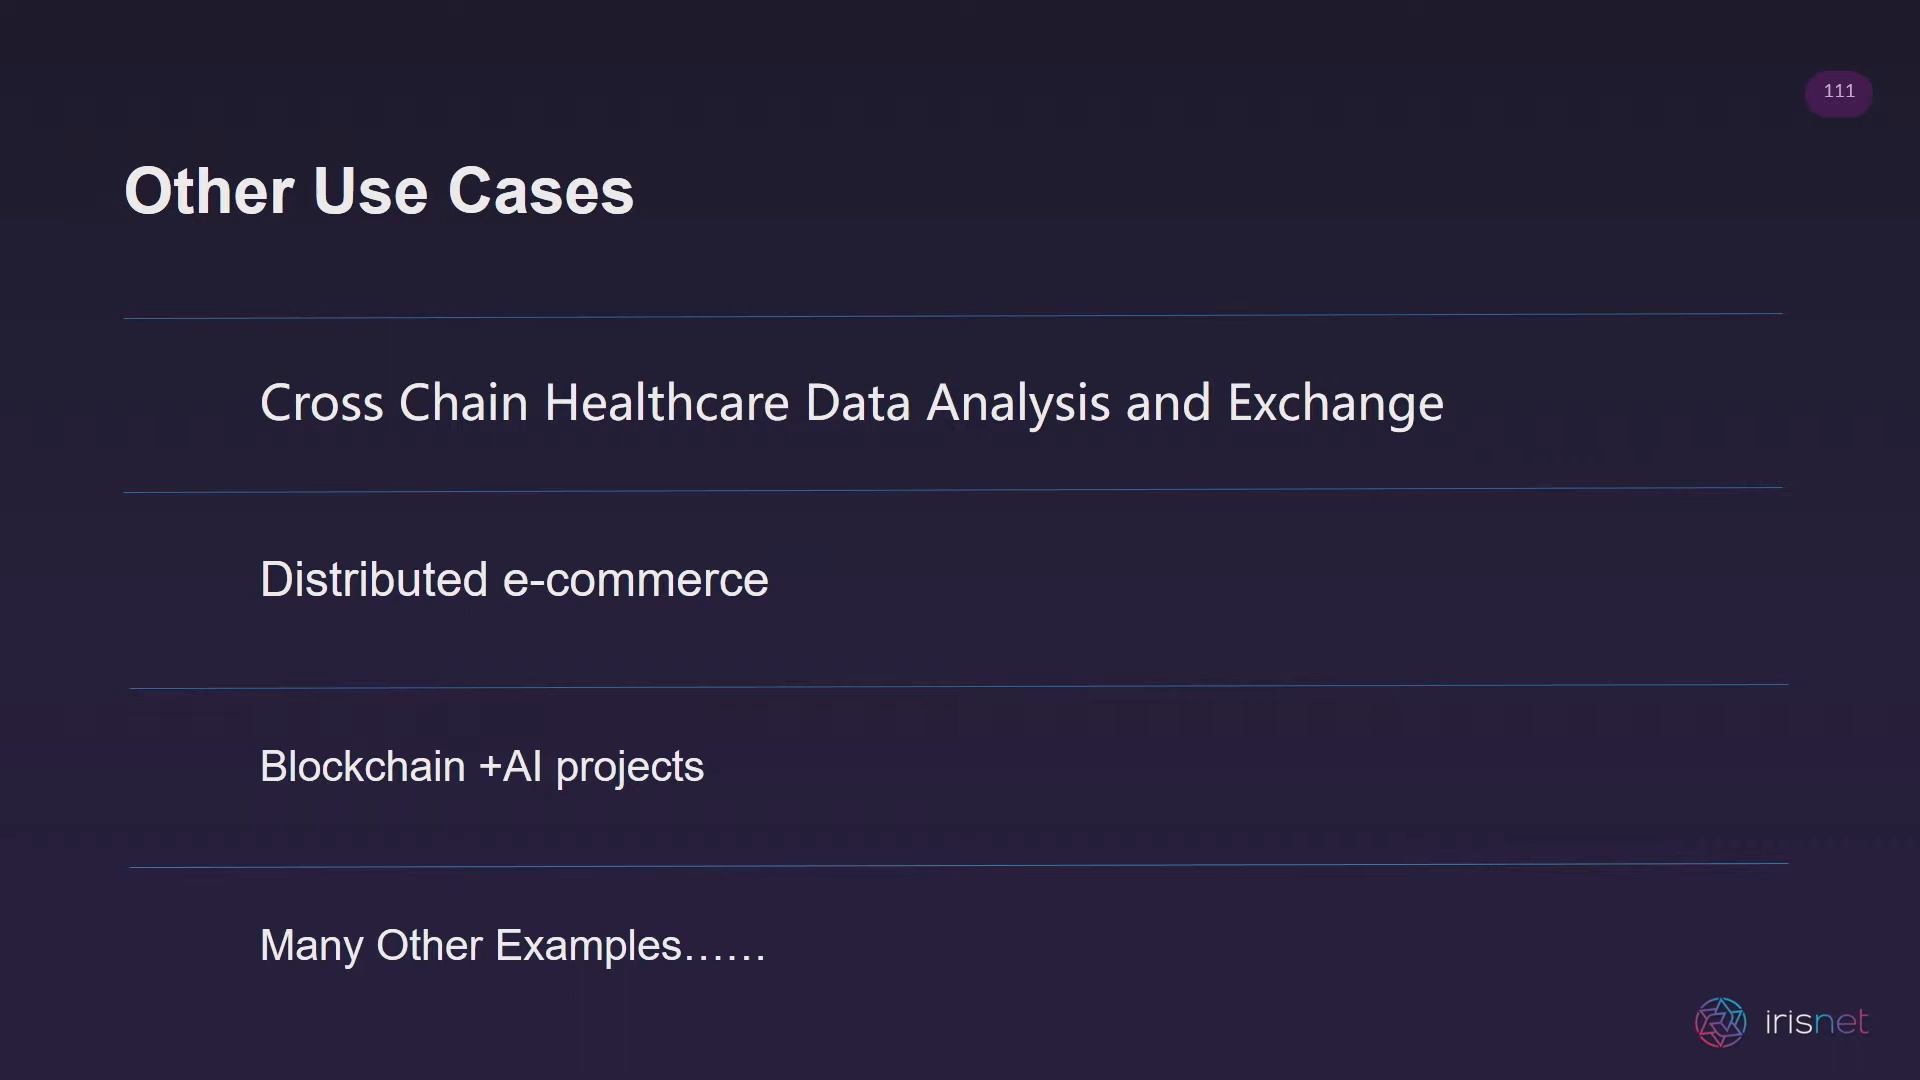 111
Other Use Cases
Cross Chain Healthcare Data Analysis and Exchange
Distributed e-commerce
Blockchain +AI projects
Many Other Examples……
irisnet